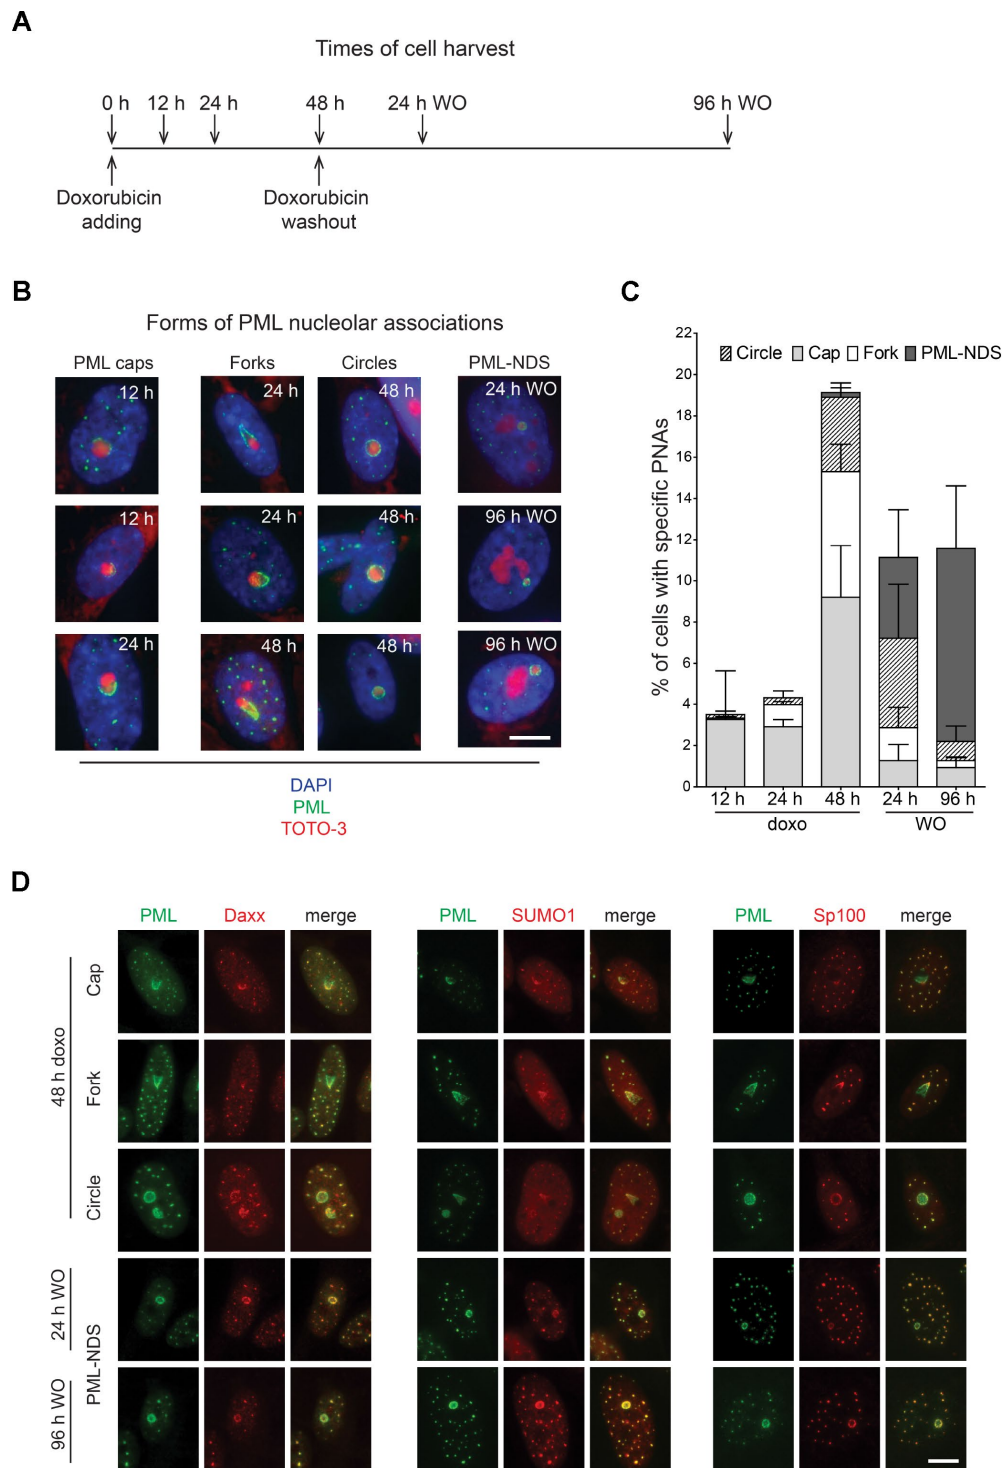 A
Times of cell harvest
0 h 12 h 24 h 48 h 24 h WO 96 h WO
Doxorubicin adding
Doxorubicin washout
B
Forms of PML nucleolar associations
PML caps Forks Circles PML-NDS
12 h 24 h 48 h 24 h WO
12 h 24 h 48 h 96 h WO
24 h 48 h 48 h 96 h WO
DAPI
PML
TOTO-3
C
% of cells with specific PNAs
Circle Cap Fork PML-NDS
22
20
18
16
14
12
10
8
6
4
2
0
12 h 24 h 48 h 24 h 96 h
doxo WO
D
PML Daxx merge PML SUMO1 merge PML Sp100 merge
48 h doxo
Cap
Fork
Circle
24 h WO
96 h WO
PML-NDS